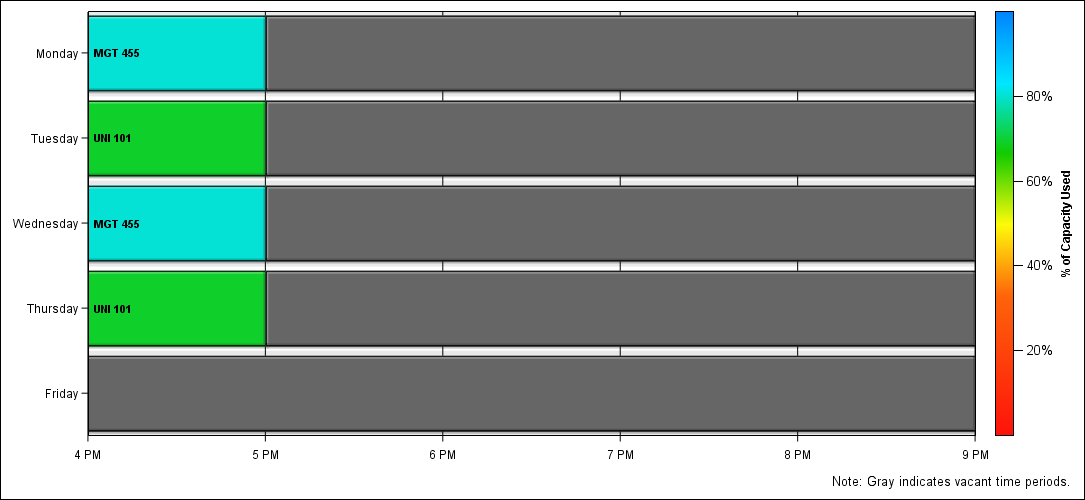 Monday
MGT 455
Tuesday
UNI 101
Wednesday
MGT 455
Thursday
UNI 101
Friday
4 PM
5 PM
6 PM
7 PM
8 PM
9 PM
80%
60%
40%
20%
% of Capacity Used
Note: Gray indicates vacant time periods.